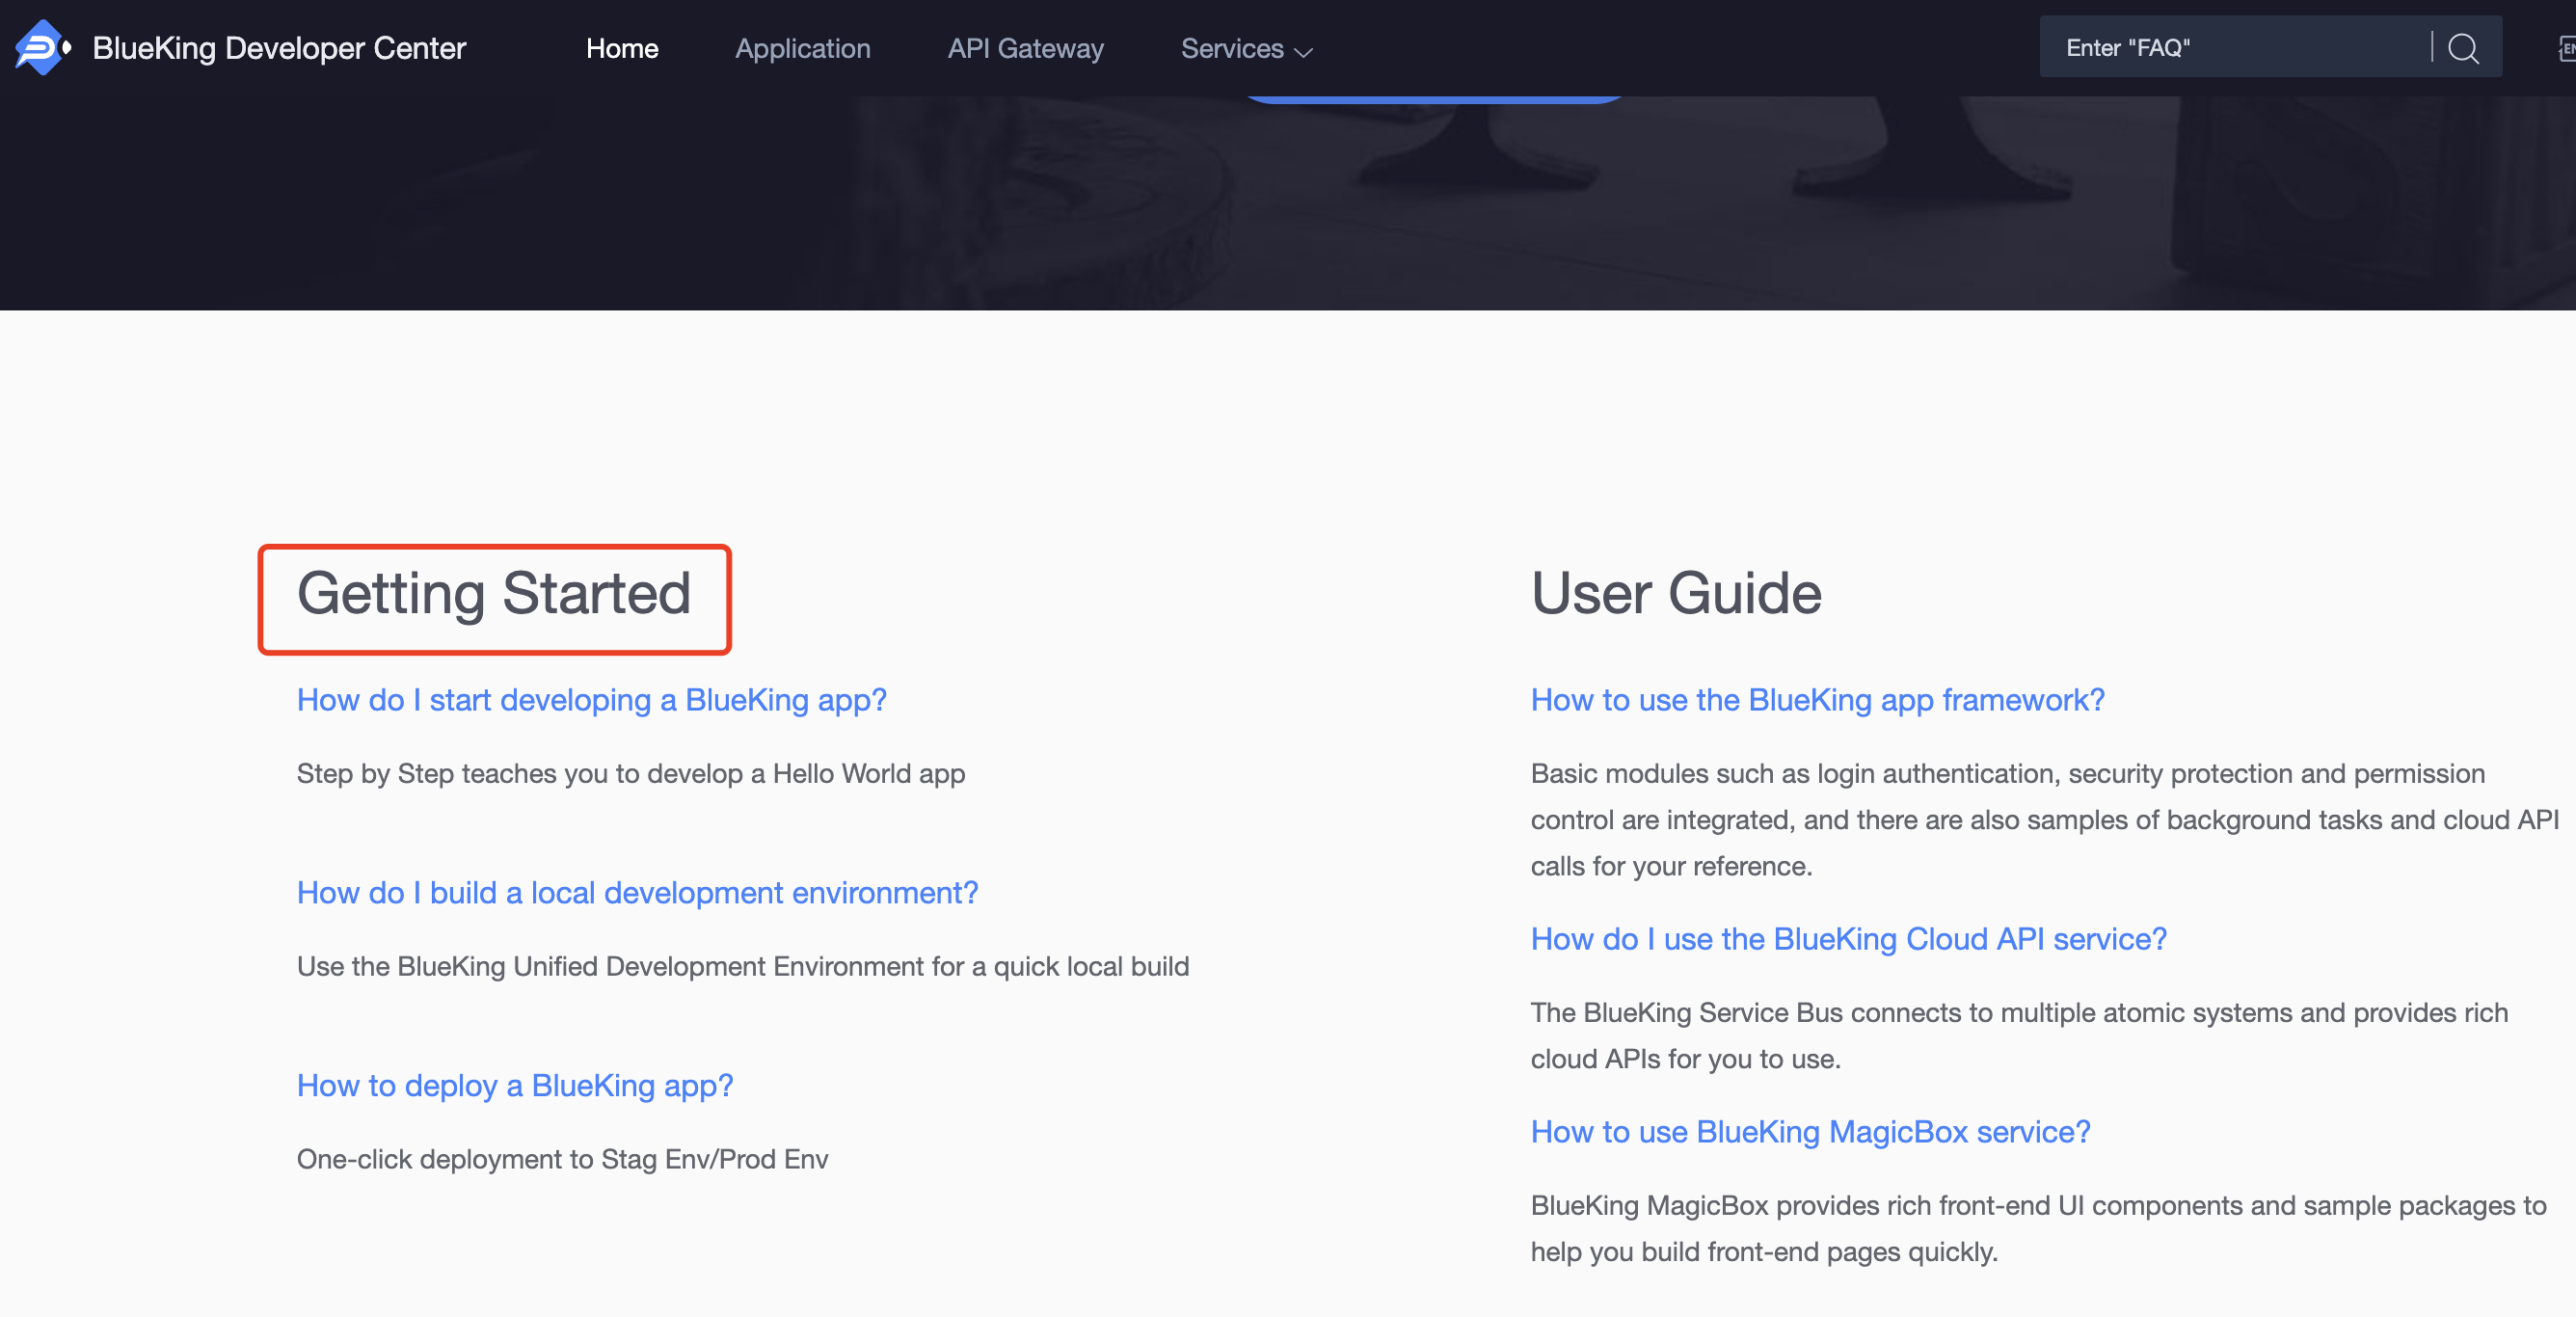 BlueKing Developer Center
Home
Application
API Gateway
Services
Enter "FAQ"
Getting Started
How do I start developing a BlueKing app?
Step by Step teaches you to develop a Hello World app
How do I build a local development environment?
Use the BlueKing Unified Development Environment for a quick local build
How to deploy a BlueKing app?
One-click deployment to Stag Env/Prod Env
User Guide
How to use the BlueKing app framework?
Basic modules such as login authentication, security protection and permission
control are integrated, and there are also samples of background tasks and cloud API
calls for your reference.
How do I use the BlueKing Cloud API service?
The BlueKing Service Bus connects to multiple atomic systems and provides rich
cloud APIs for you to use.
How to use BlueKing MagicBox service?
BlueKing MagicBox provides rich front-end UI components and sample packages to
help you build front-end pages quickly.